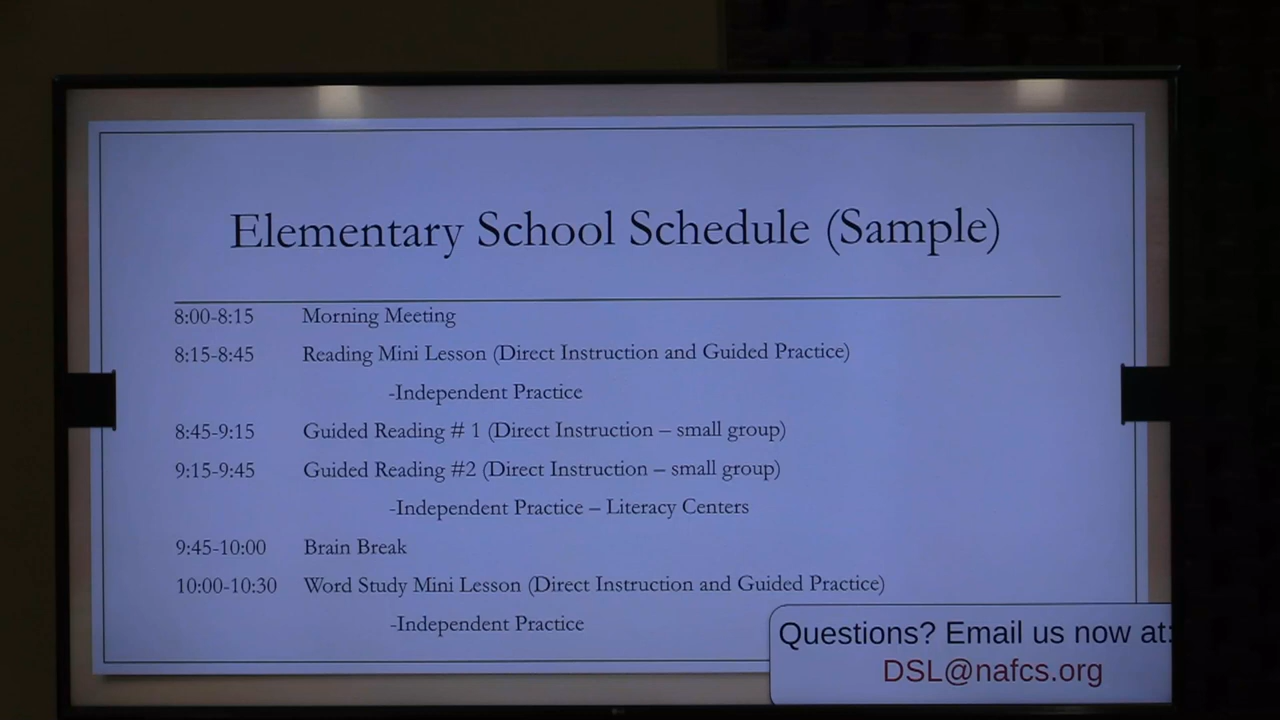 Elementary School Schedule (Sample)
8:00-8:15 Morning Meeting
8:15-8:45 Reading Mini Lesson (Direct Instruction and Guided Practice)
-Independent Practice
8:45-9:15 Guided Reading # 1 (Direct Instruction – small group)
9:15-9:45 Guided Reading #2 (Direct Instruction – small group)
-Independent Practice – Literacy Centers
9:45-10:00 Brain Break
10:00-10:30 Word Study Mini Lesson (Direct Instruction and Guided Practice)
-Independent Practice
Questions? Email us now at:
DSL@nafcs.org